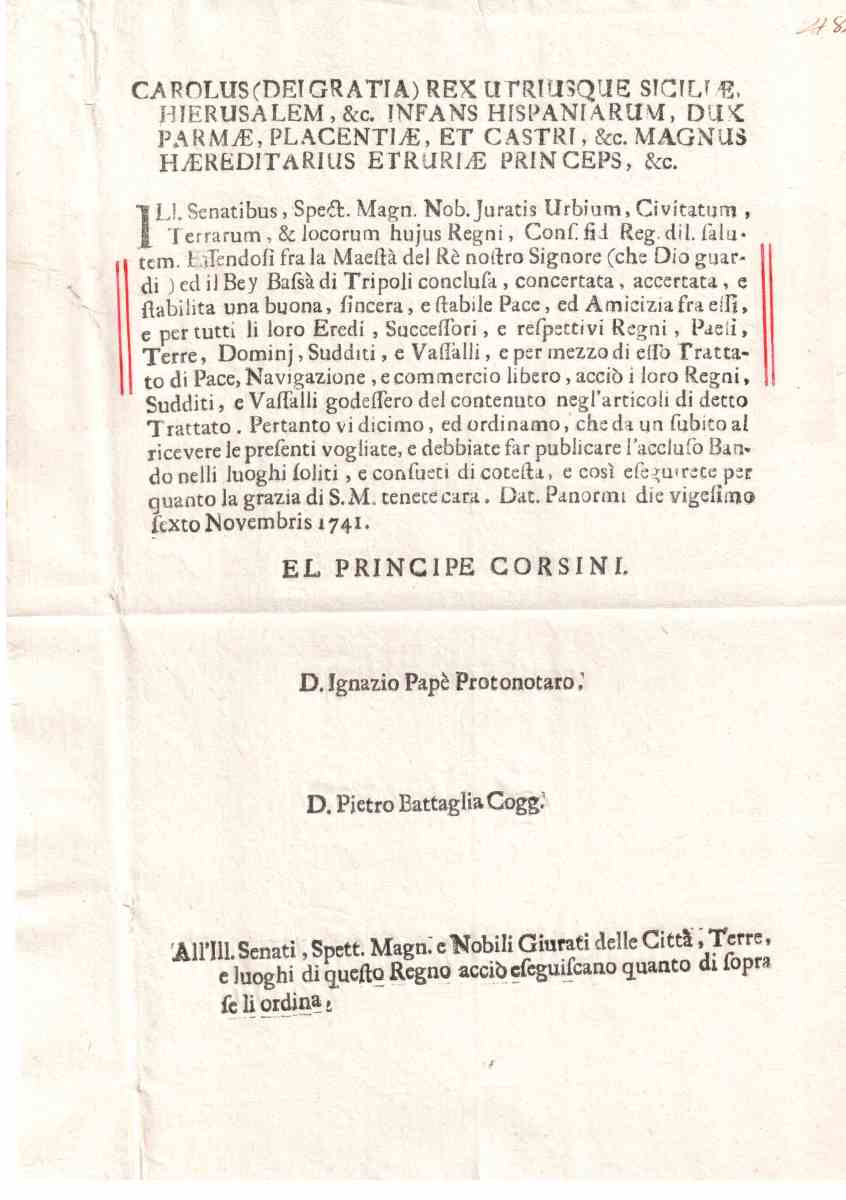 48
CAROLUS (DEI GRATIA) REX UTRIUSQUE SICILIÆ,
HIERUSALEM, &c. INFANS HISPANIARUM, DUX
PARMÆ, PLACENTIÆ, ET CASTRI, &c. MAGNUS
HÆREDITARIUS ETRURIÆ PRINCEPS, &c.
ILl. Senatibus, Spect. Magn. Nob. Juratis Urbium, Civitatum,
Terrarum, & locorum hujus Regni, Conſ. fid Reg. dil. ſalu-
tem. Eſſendoſi fra la Maeſtà del Rè noſtro Signore (che Dio guar-
di ) ed il Bey Baſsà di Tripoli concluſa, concertata, accertata, e
ſtabilita una buona, ſincera, e ſtabile Pace, ed Amicizia fra eſſi,
e per tutti li loro Eredi, Succeſſori, e reſpettivi Regni, Paeſi,
Terre, Dominj, Sudditi, e Vaſſalli, e per mezzo di eſſo Tratta-
to di Pace, Navigazione, e commercio libero, acciò i loro Regni,
Sudditi, e Vaſſalli godeſſero del contenuto negl'articoli di detto
Trattato. Pertanto vi dicimo, ed ordinamo, che da un ſubito al
ricevere le preſenti vogliate, e debbiate far publicare l'accluſo Ban-
do nelli luoghi ſoliti, e conſueti di coteſta, e così eſeguirete per
quanto la grazia di S. M. tenete cara. Dat. Panormi die vigeſimo
ſexto Novembris 1741.
EL PRINCIPE CORSINI.
D. Ignazio Papè Protonotaro.
D. Pietro Battaglia Cogg.
All'Ill. Senati, Spett. Magn. e Nobili Giurati delle Città, Terre,
e luoghi di queſto Regno acciò eſeguiſcano quanto di ſopra
ſe li ordina.